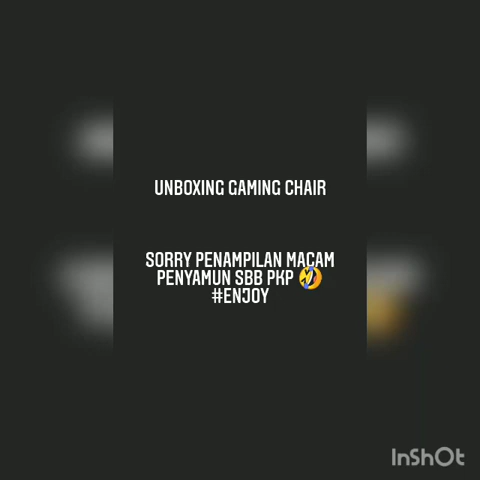 UNBOXING GAMING CHAIR
SORRY PENAMPILAN MACAM
PENYAMUN SBB PKP 🤣
#ENJOY
InShOt